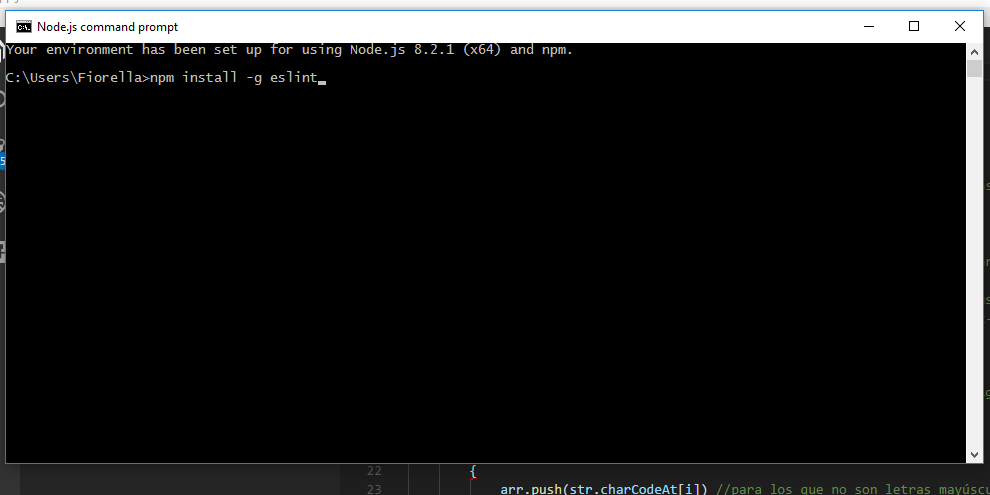 Node.js command prompt
Your environment has been set up for using Node.js 8.2.1 (x64) and npm.
C:\Users\Fiorella>npm install -g eslint
5
22 {
23 arr.push(str.charCodeAt[i]) //para los que no son letras mayúscu